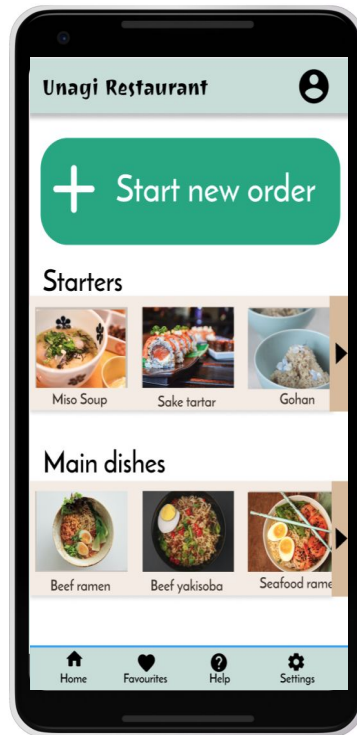 Unagi Restaurant
Start new order
Starters
Miso Soup Sake tartar Gohan
Main dishes
Beef ramen Beef yakisoba Seafood rame
Home Favourites Help Settings